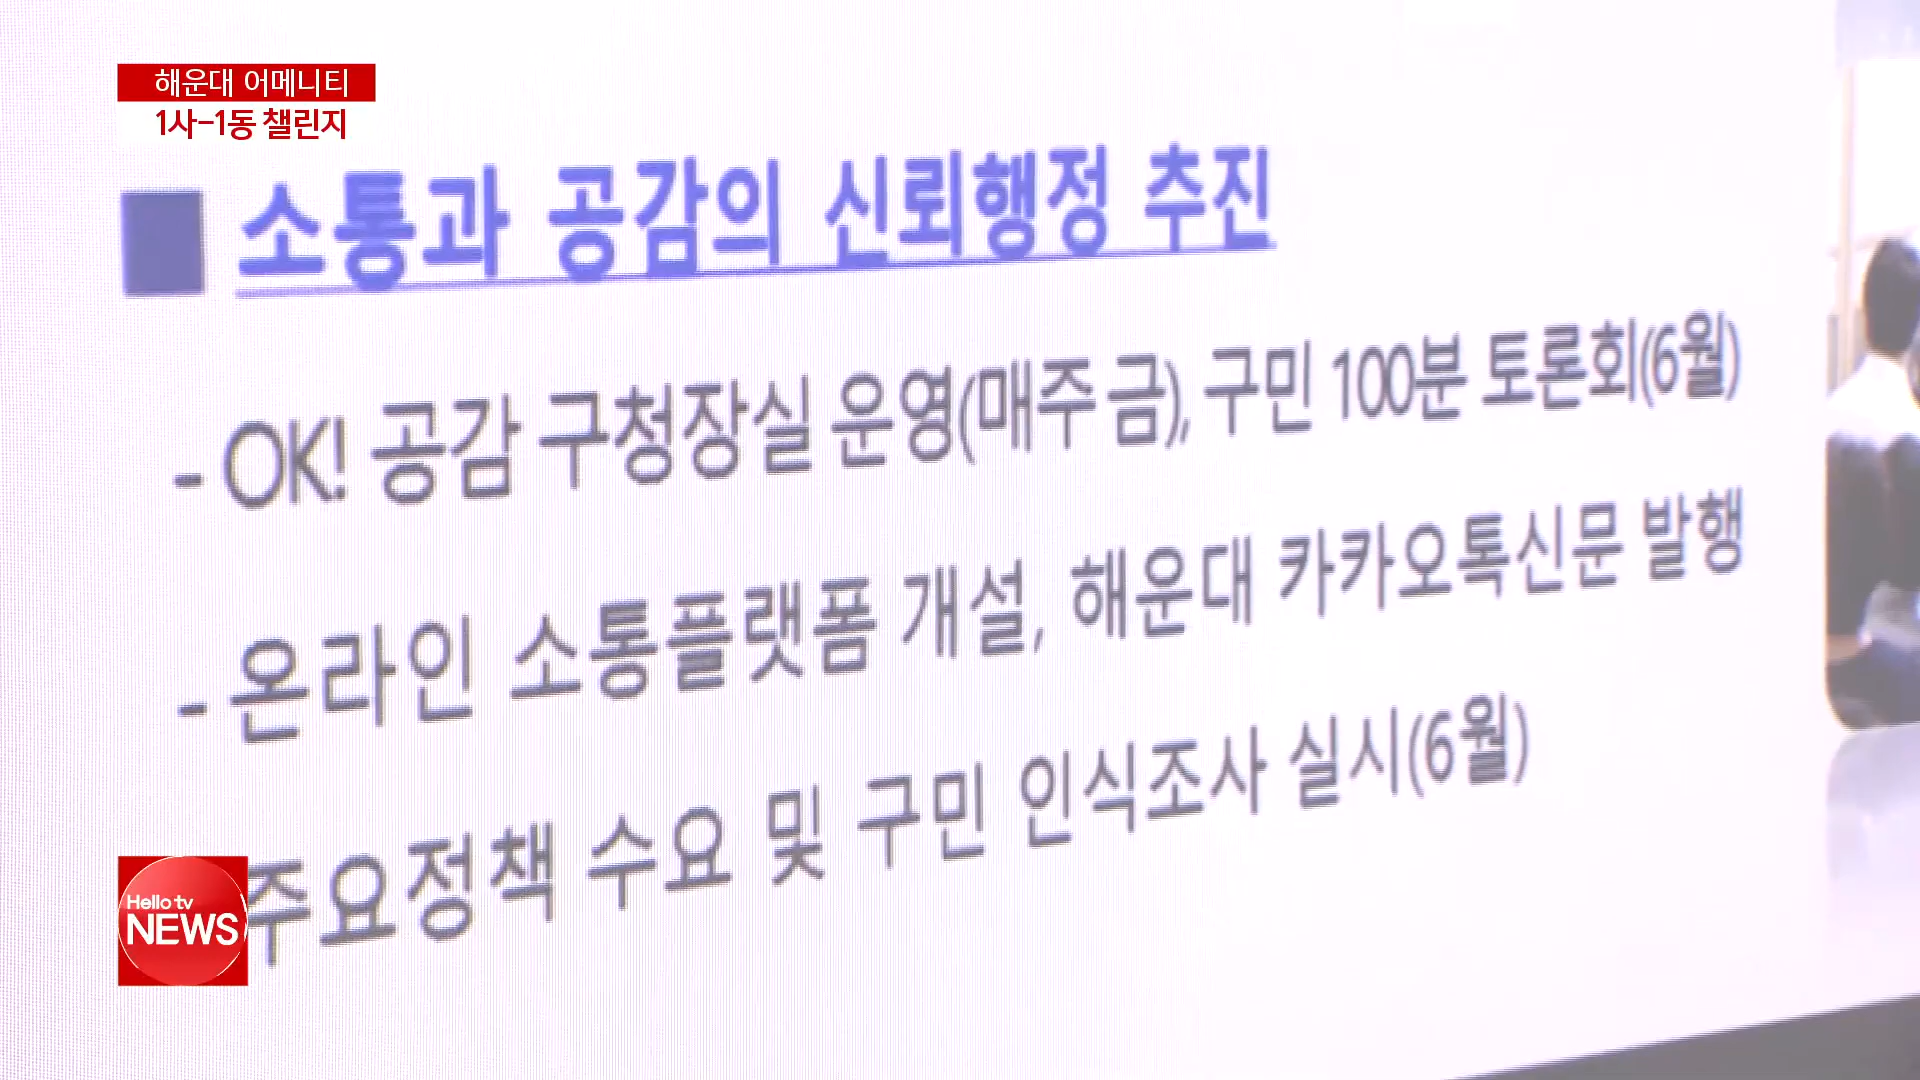 해운대 어메니티
1사-1동 챌린지
■ 소통과 공감의 신뢰행정 추진
- OK! 공감 구청장실 운영(매주 금), 구민 100분 토론회(6월)
- 온라인 소통플랫폼 개설, 해운대 카카오톡신문 발행
주요정책 수요 및 구민 인식조사 실시(6월)
Hello tv
NEWS